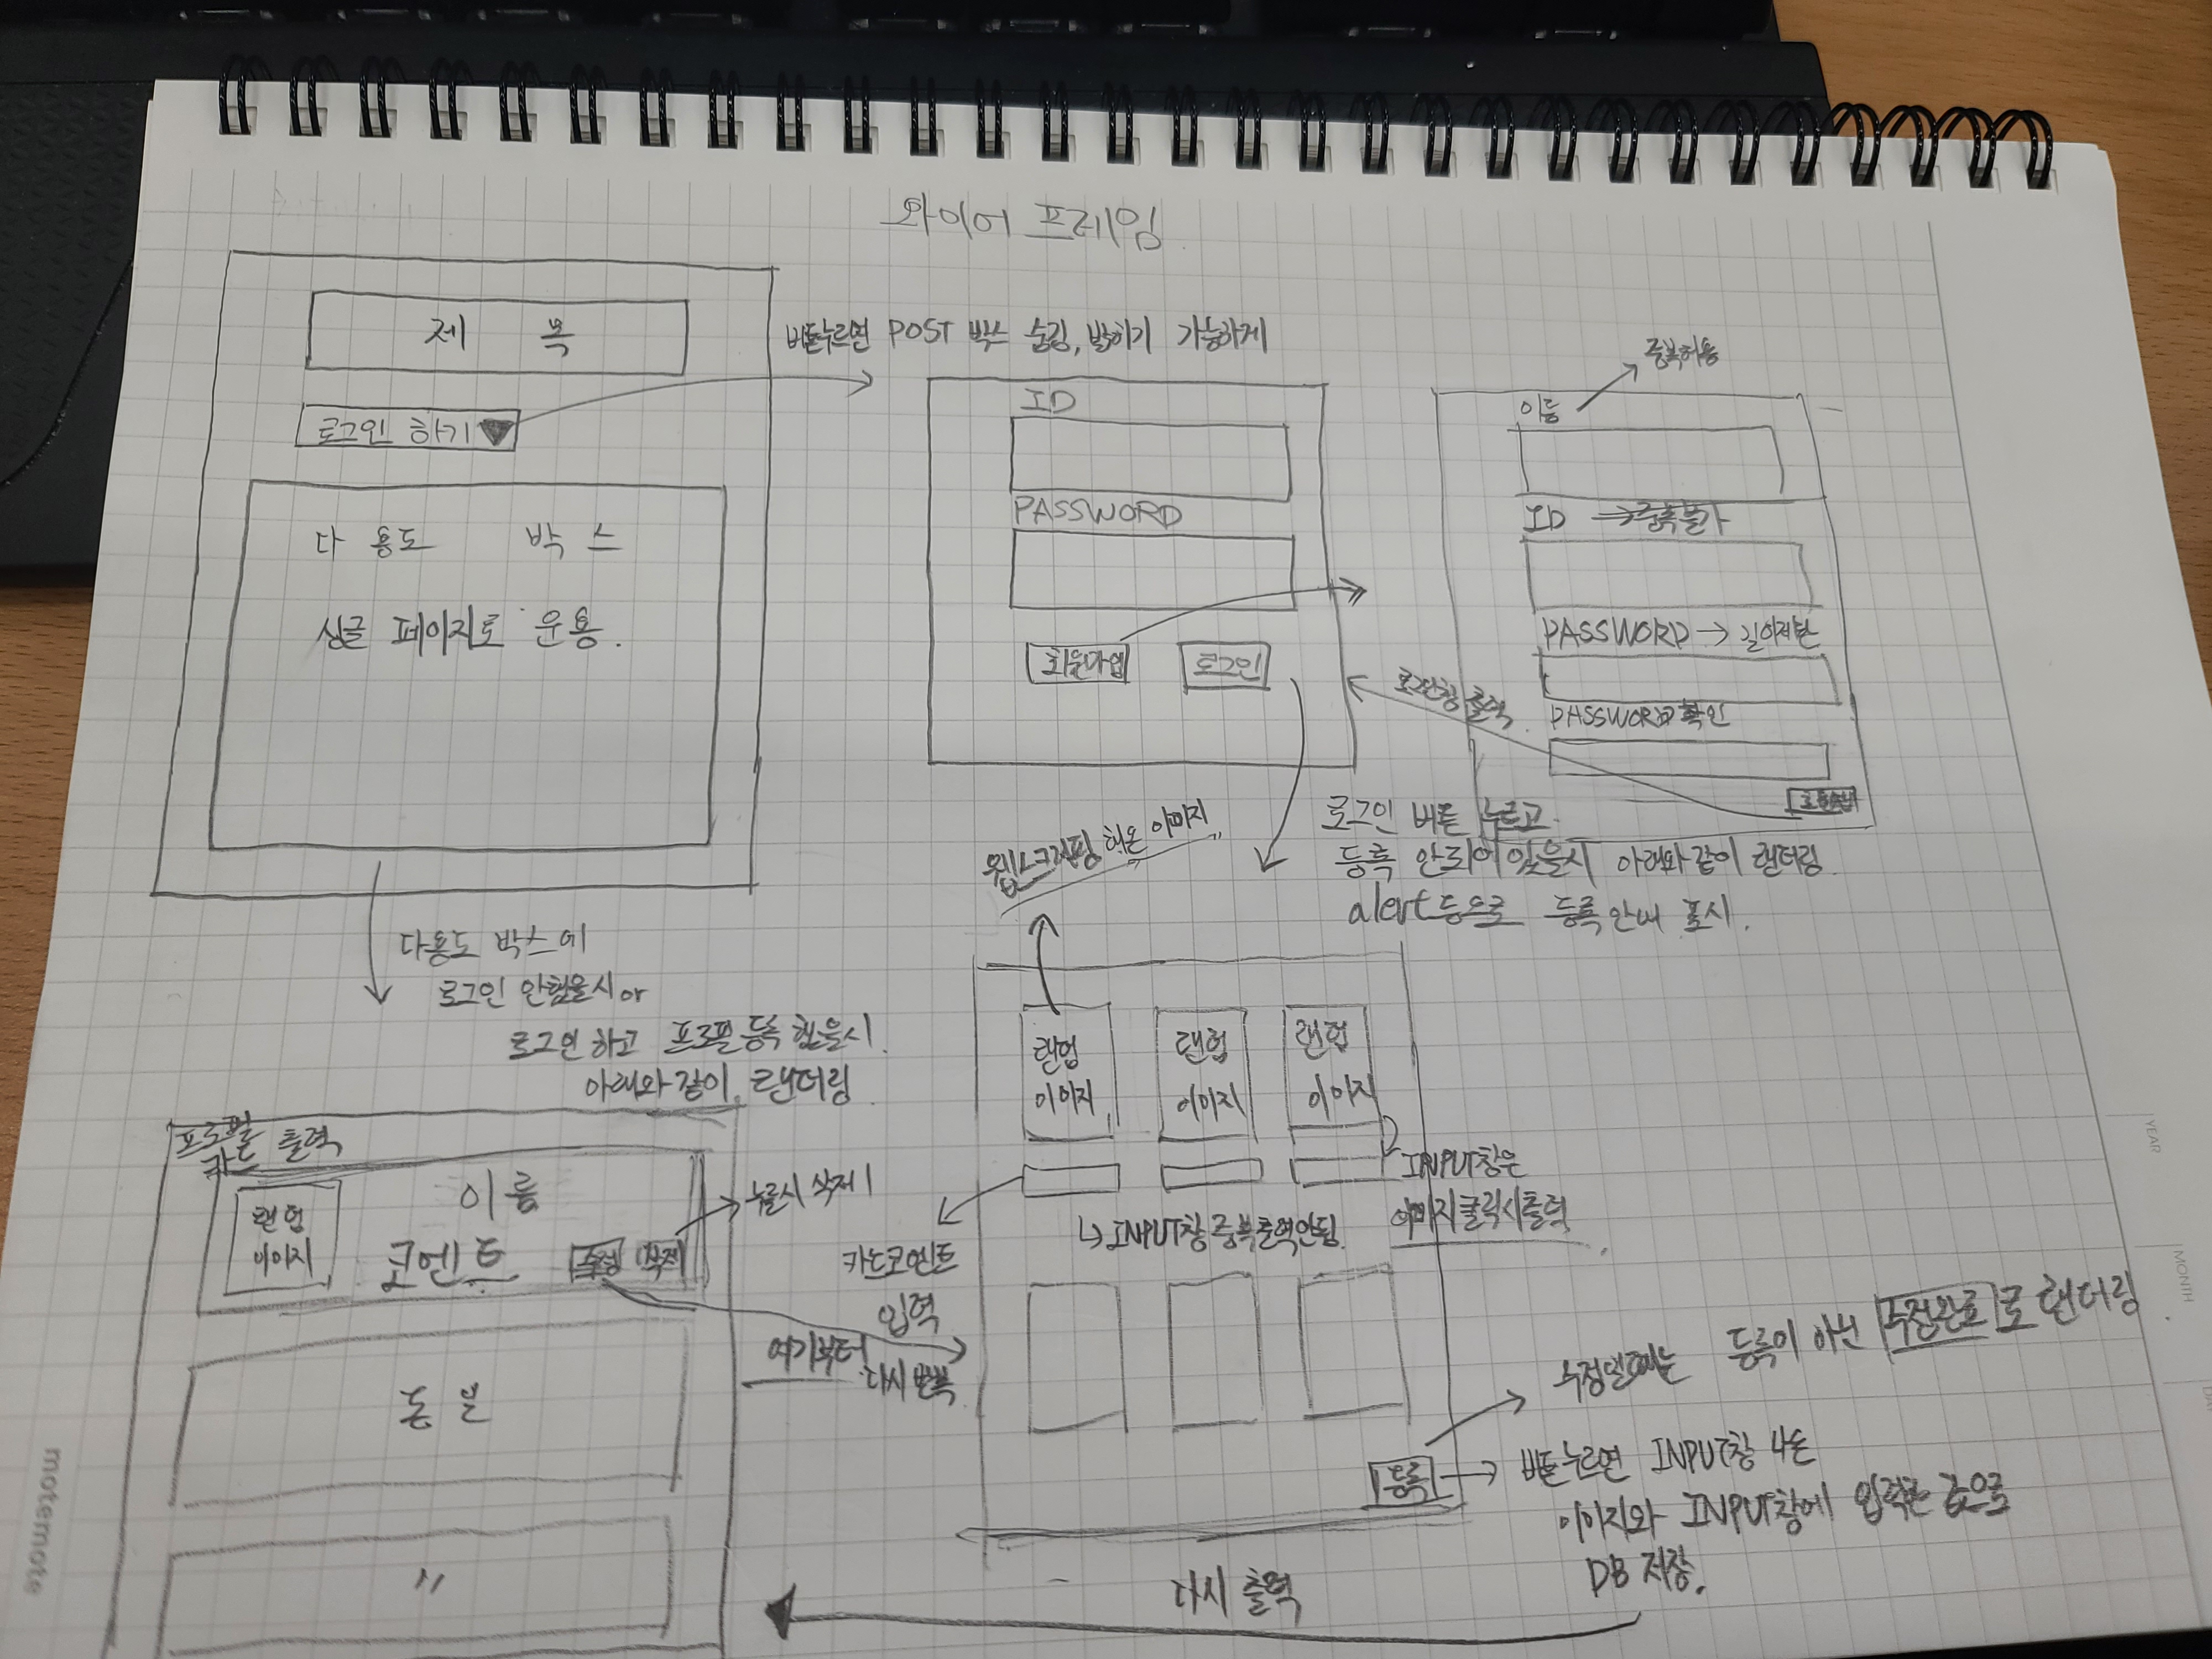 와이어 프레임
제 목
로그인 하기
버튼누르면 POST 박스 숨김, 밝히기 가능하게
다 용도 박 스
싱글 페이지로 운용.
ID
PASSWORD
회원가입
로그인
중복허용
이름
ID → 중복불가
PASSWORD → 길이제한
PASSWORD 확인
로그인창 출력
로그인 버튼 누르고
등록 안되어 있을시 아래와 같이 랜더링.
alert등으로 등록 안내 표시.
다용도 박스에
로그인 안했을시 or
로그인 하고 프로필 등록 했을시
아래와 같이 랜더링
웹스크래핑 해온 이미지
랜덤
이미지
랜덤
이미지
랜덤
이미지
INPUT창은
이미지클릭시출력
↳ INPUT창 중복출력안됨
카드코멘트
입력
프로필 출력
카드
랜덤
이미지
이름
코멘트
수정 삭제
누를시 삭제
여기부터
다시 반복
동일
〃
등록
수정일때는 등록이 아닌 수정완료 로 랜더링
버튼누르면 INPUT창 나온
이미지와 INPUT창에 입력한 값으로
DB 저장.
다시 출력
motemote
YEAR
MONTH